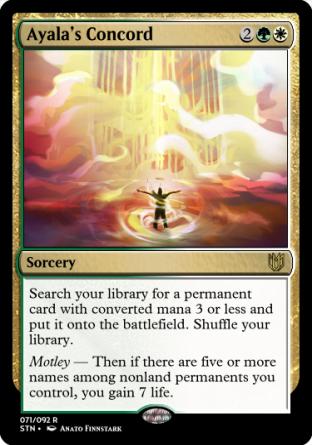 Ayala's Concord 2
Sorcery
Search your library for a permanent
card with converted mana 3 or less and
put it onto the battlefield. Shuffle your
library.
Motley — Then if there are five or more
names among nonland permanents you
control, you gain 7 life.
071/092 R
STN • Anato Finnstark